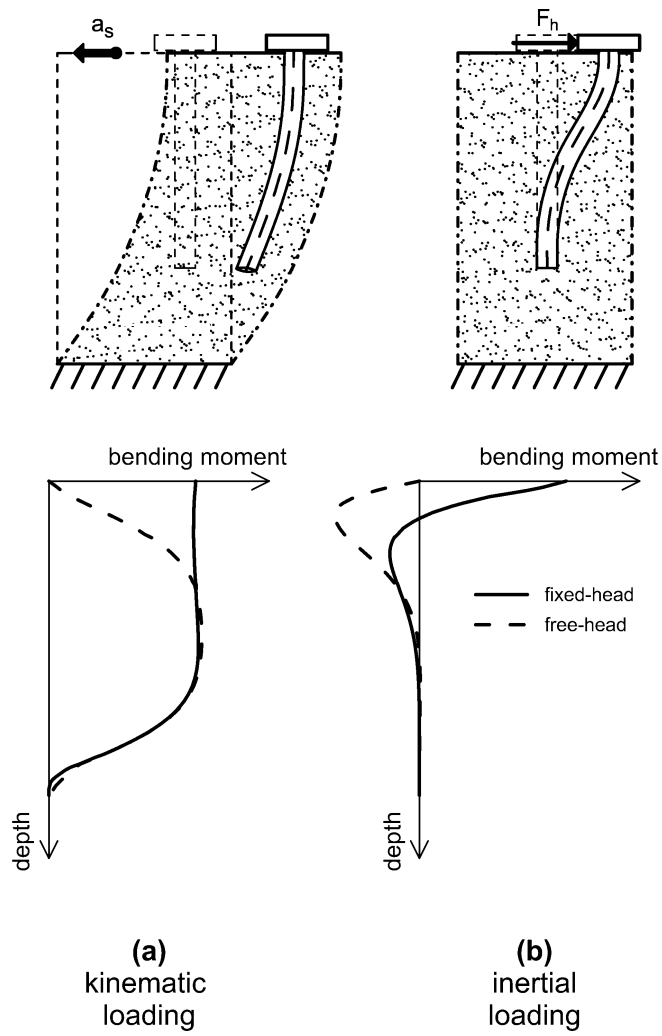 a_s
F_h
bending moment
bending moment
fixed-head
free-head
depth
depth
(a)
kinematic
loading
(b)
inertial
loading